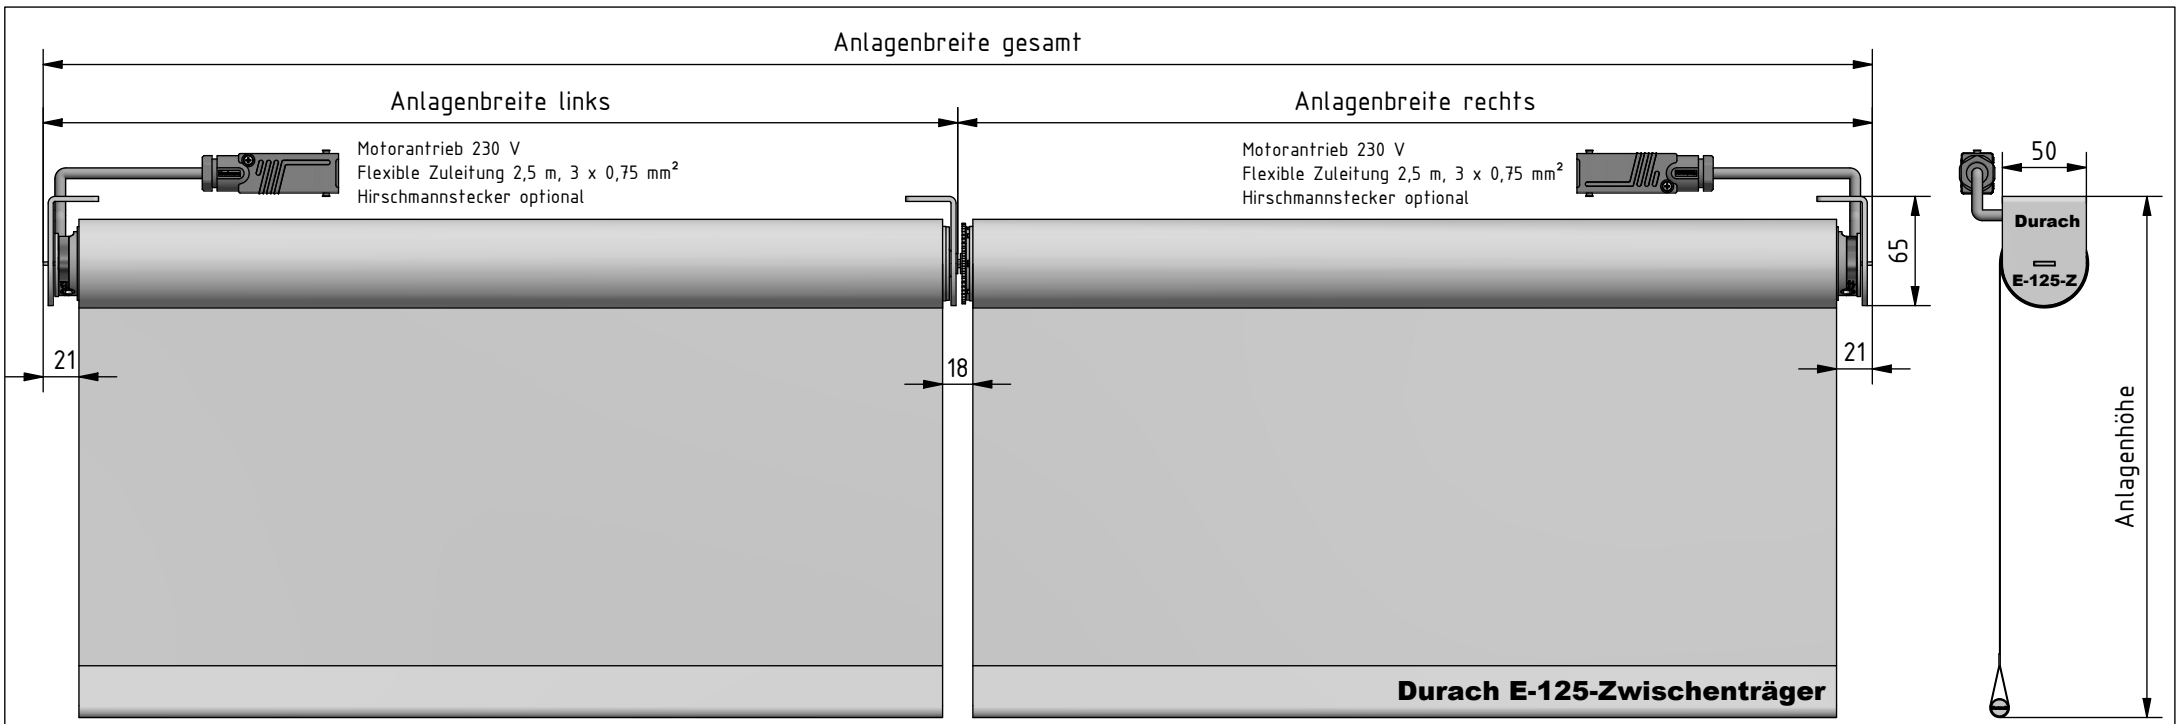 Anlagenbreite gesamt
Anlagenbreite links
Anlagenbreite rechts
Motorantrieb 230 V
Flexible Zuleitung 2,5 m, 3 x 0,75 mm²
Hirschmannstecker optional
Motorantrieb 230 V
Flexible Zuleitung 2,5 m, 3 x 0,75 mm²
Hirschmannstecker optional
50
Durach
E-125-Z
65
21
18
21
Anlagenhöhe
Durach E-125-Zwischenträger